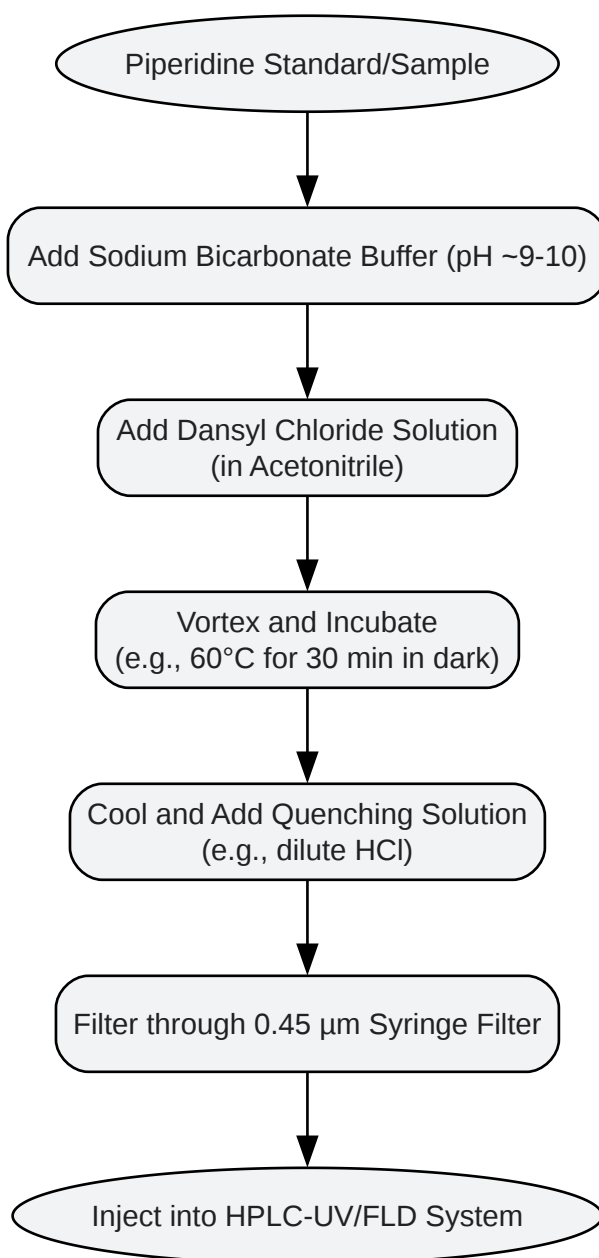 Piperidine Standard/Sample
Add Sodium Bicarbonate Buffer (pH ~9-10)
Add Dansyl Chloride Solution
(in Acetonitrile)
Vortex and Incubate
(e.g., 60°C for 30 min in dark)
Cool and Add Quenching Solution
(e.g., dilute HCl)
Filter through 0.45 µm Syringe Filter
Inject into HPLC-UV/FLD System